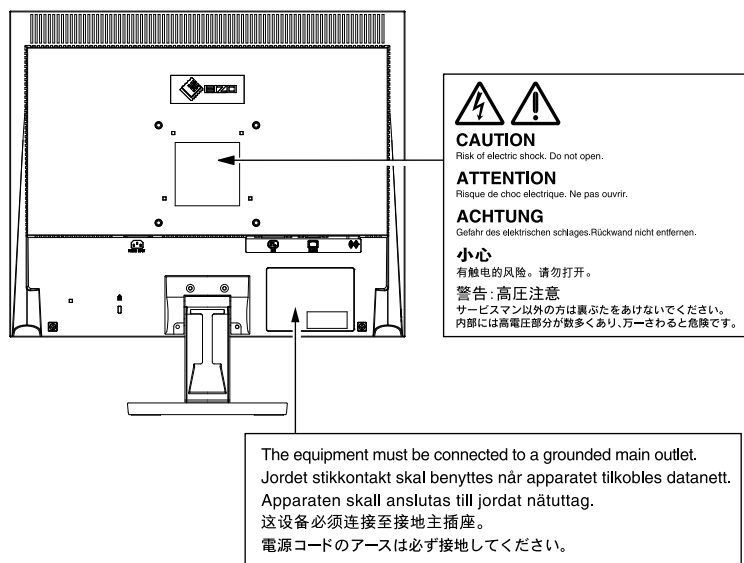 EIZO
CAUTION
Risk of electric shock. Do not open.
ATTENTION
Risque de choc electrique. Ne pas ouvrir.
ACHTUNG
Gefahr des elektrischen schlages.Rückwand nicht entfernen.
小心
有触电的风险。请勿打开。
警告:高圧注意
サービスマン以外の方は裏ぶたをあけないでください。
内部には高電圧部分が数多くあり、万一さわると危険です。
The equipment must be connected to a grounded main outlet.
Jordet stikkontakt skal benyttes når apparatet tilkobles datanett.
Apparaten skall anslutas till jordat nätuttag.
这设备必须连接至接地主插座。
電源コードのアースは必ず接地してください。